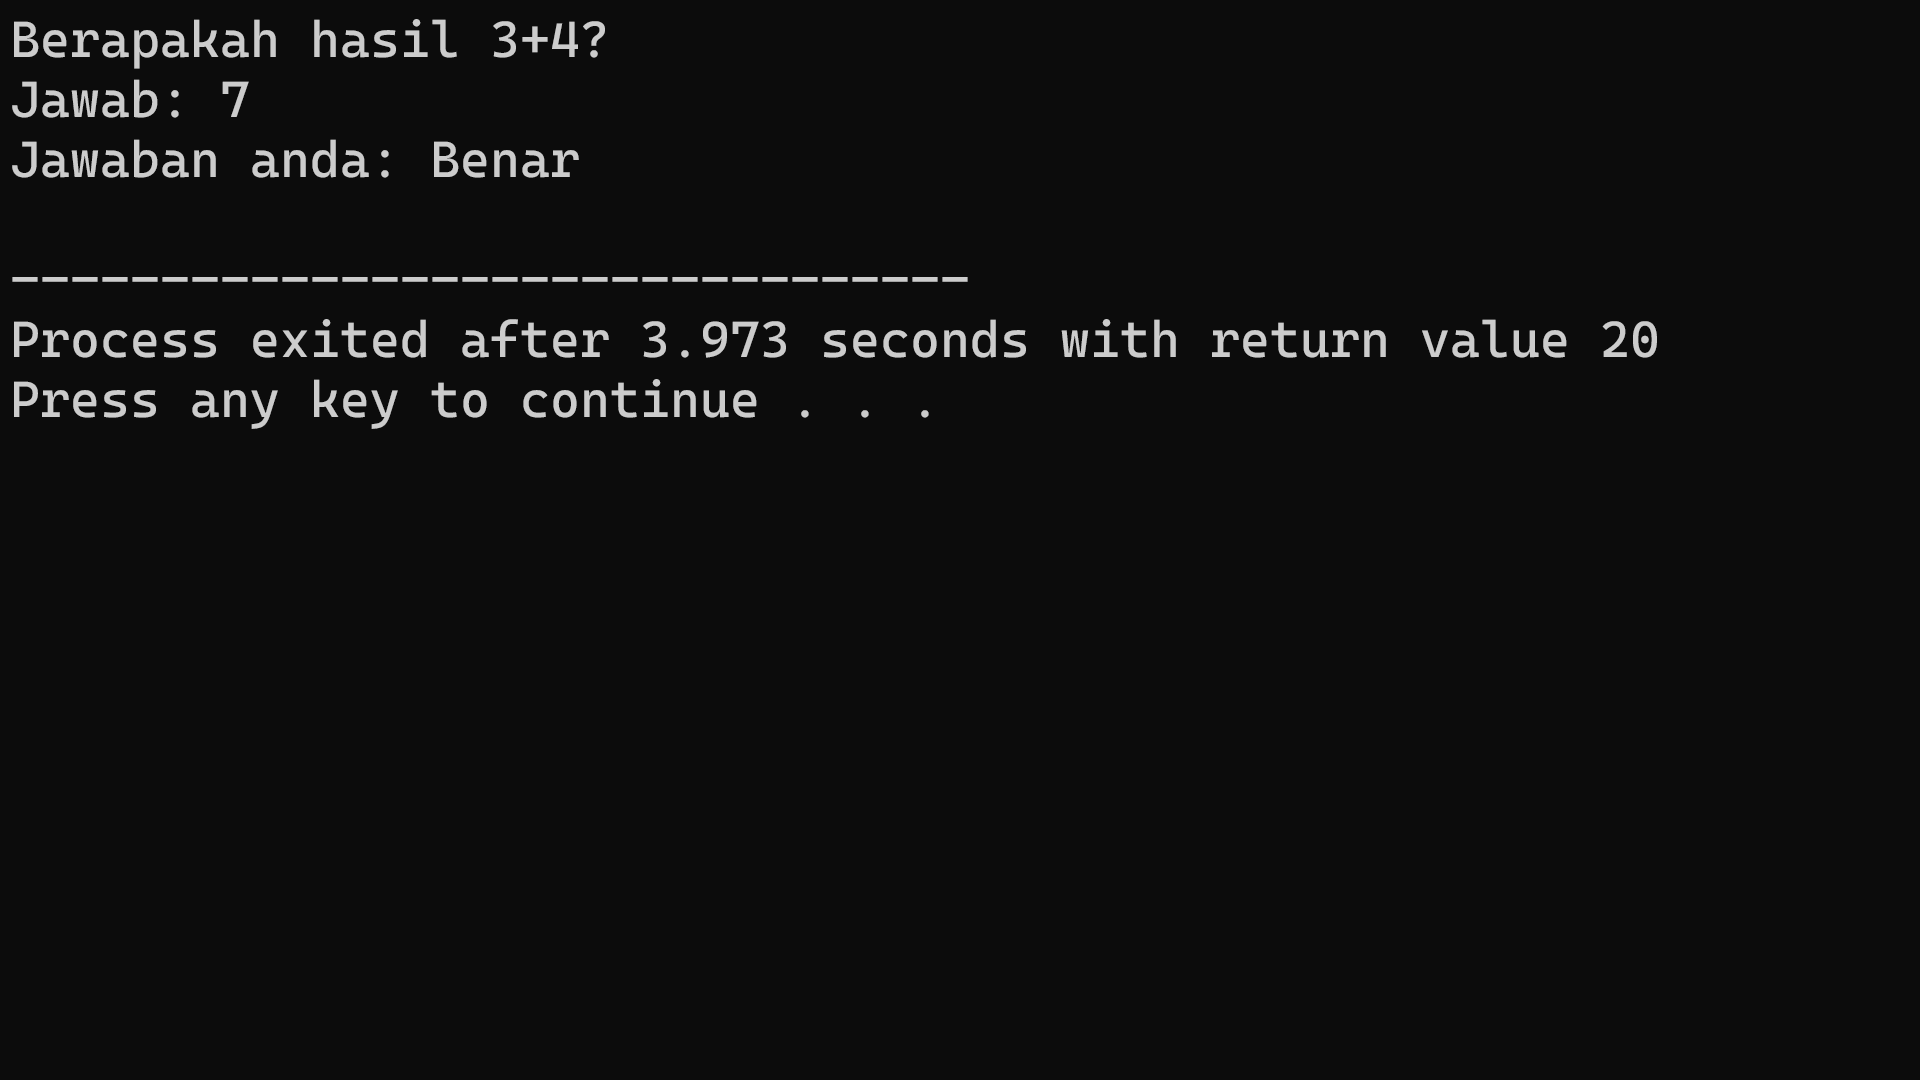 Berapakah hasil 3+4?
Jawab: 7
Jawaban anda: Benar
--------------------------------
Process exited after 3.973 seconds with return value 20
Press any key to continue . . .